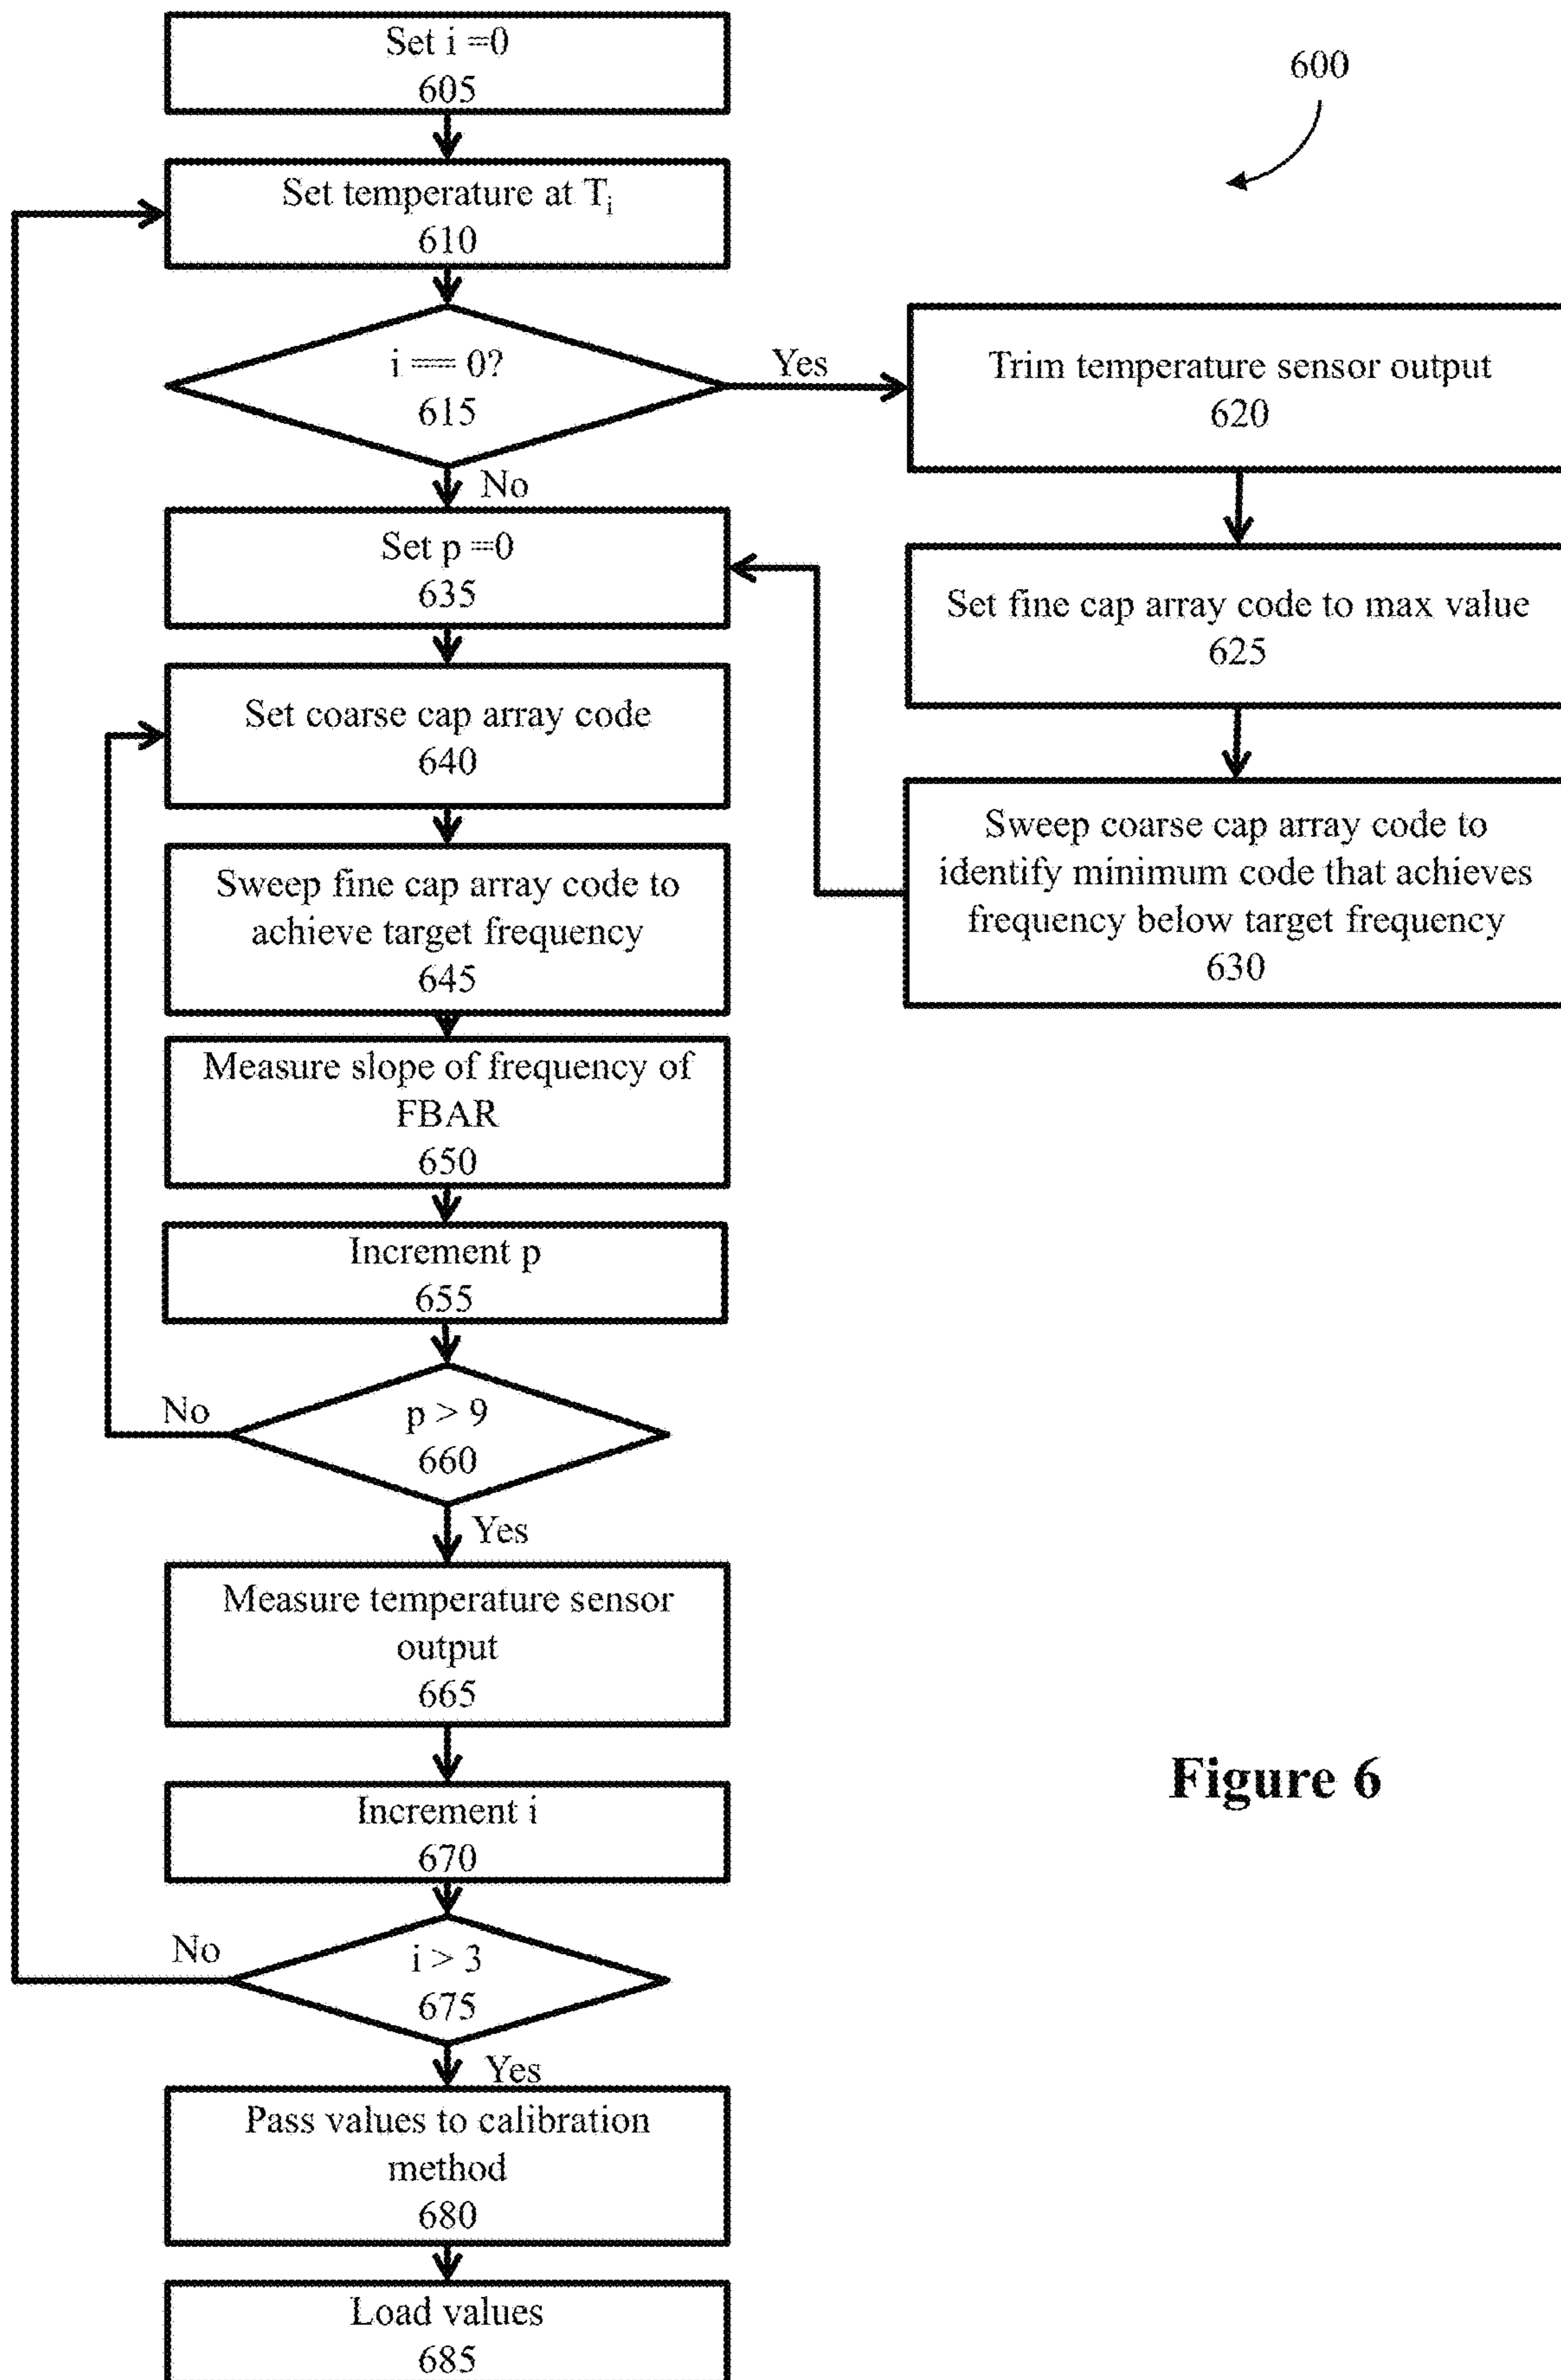 Set i =0
605
600
Set temperature at Ti
610
i == 0?
615
Yes
No
Trim temperature sensor output
620
Set fine cap array code to max value
625
Sweep coarse cap array code to
identify minimum code that achieves
frequency below target frequency
630
Set p =0
635
Set coarse cap array code
640
Sweep fine cap array code to
achieve target frequency
645
Measure slope of frequency of
FBAR
650
Increment p
655
p > 9
660
No
Yes
Measure temperature sensor
output
665
Increment i
670
i > 3
675
No
Yes
Pass values to calibration
method
680
Load values
685
Figure 6